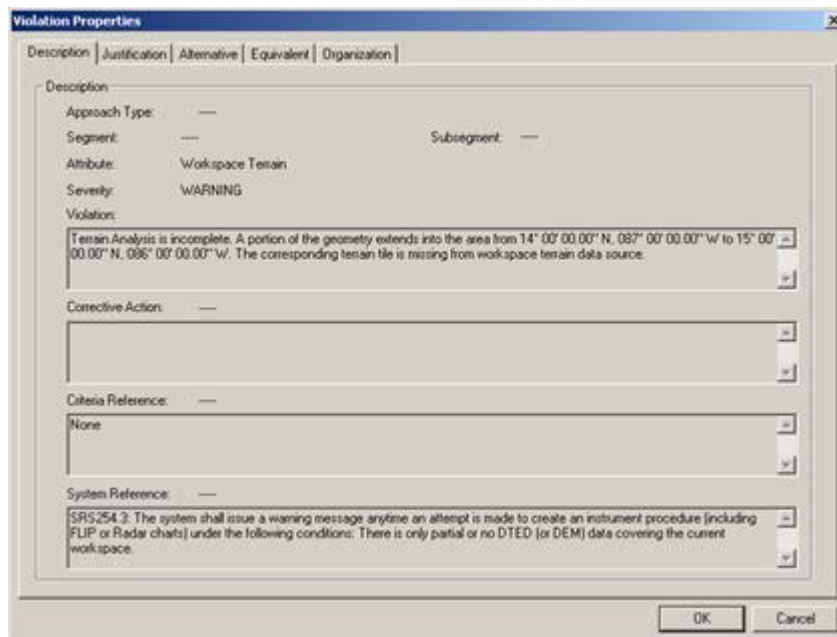 Violation Properties
Description Justification Alternative Equivalent Organization
Description
Approach Type: ----
Segment: ---- Subsegment: ----
Attribute: Workspace Terrain
Severity: WARNING
Violation:
Terrain Analysis is incomplete. A portion of the geometry extends into the area from 14° 00' 00.00" N, 087° 00' 00.00" W to 15° 00'
00.00" N, 086° 00' 00.00" W. The corresponding terrain tile is missing from workspace terrain data source.
Corrective Action: ----
Criteria Reference: ----
None
System Reference: ----
SRS254.3: The system shall issue a warning message anytime an attempt is made to create an instrument procedure (including
FLIP or Radar charts) under the following conditions: There is only partial or no DTED (or DEM) data covering the current
workspace.
OK Cancel